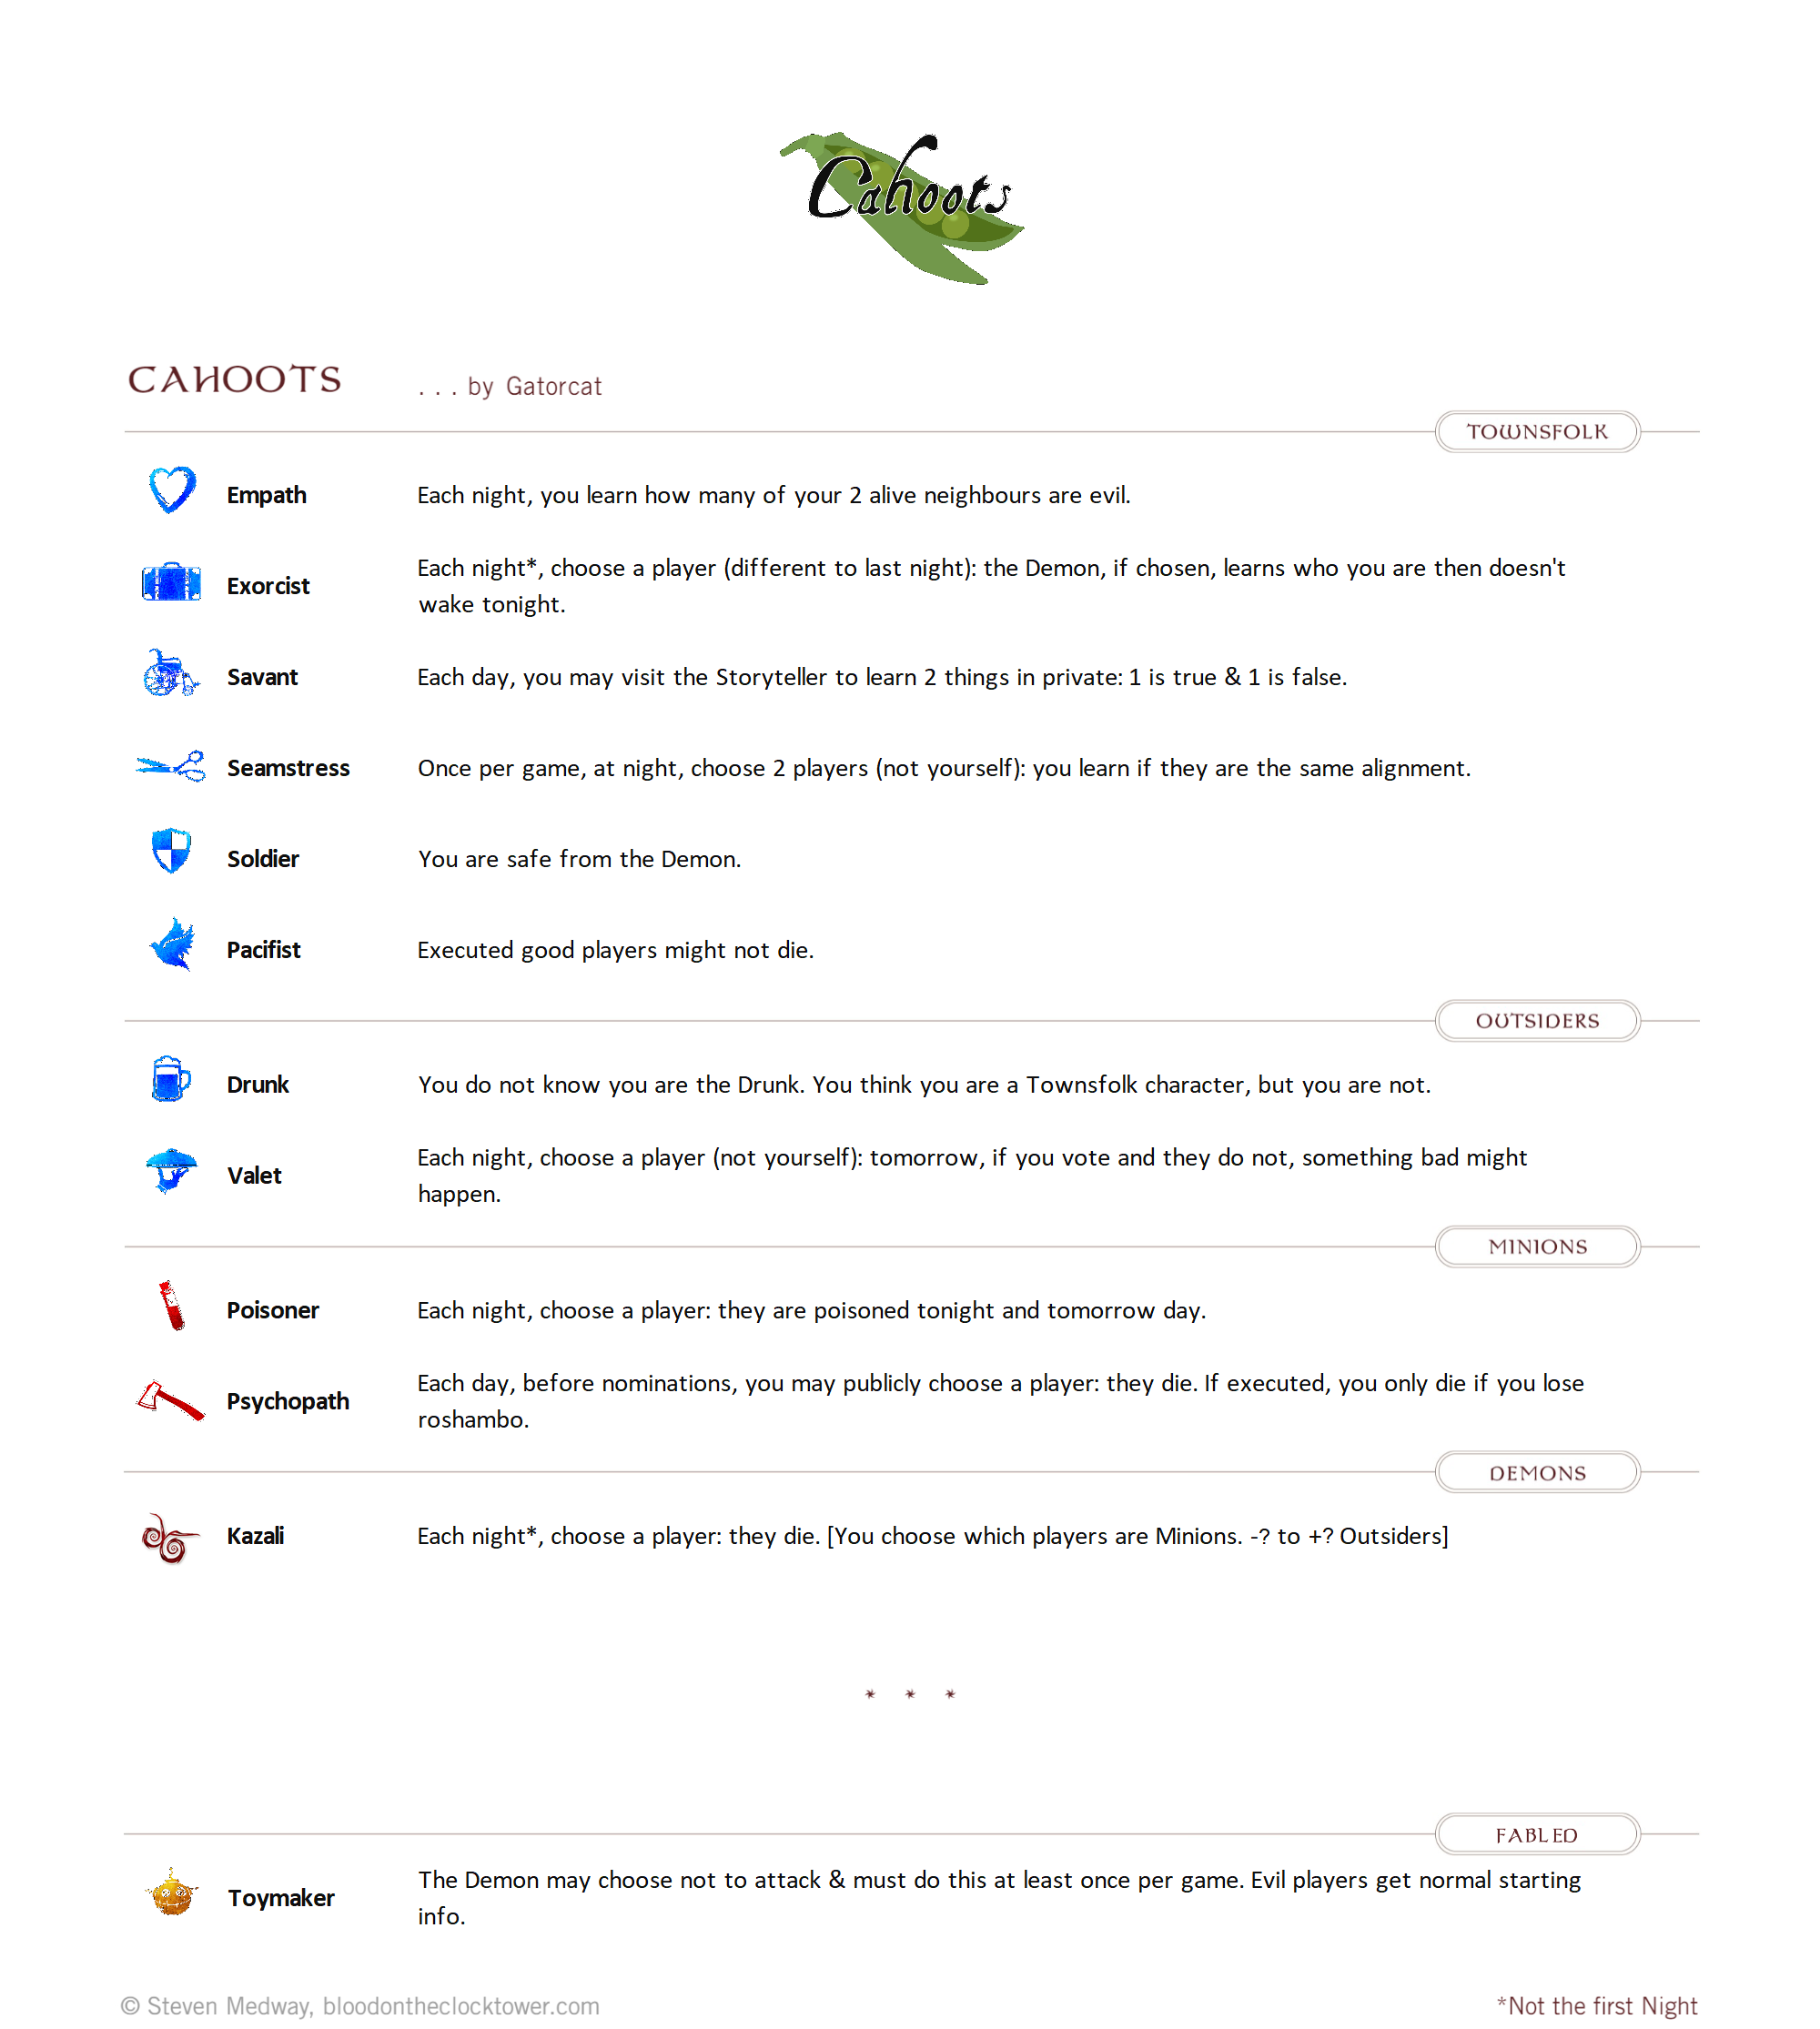 Cahoots
CAHOOTS
. . . by Gatorcat
TOWNSFOLK
Empath
Each night, you learn how many of your 2 alive neighbours are evil.
Exorcist
Each night*, choose a player (different to last night): the Demon, if chosen, learns who you are then doesn't
wake tonight.
Savant
Each day, you may visit the Storyteller to learn 2 things in private: 1 is true & 1 is false.
Seamstress
Once per game, at night, choose 2 players (not yourself): you learn if they are the same alignment.
Soldier
You are safe from the Demon.
Pacifist
Executed good players might not die.
OUTSIDERS
Drunk
You do not know you are the Drunk. You think you are a Townsfolk character, but you are not.
Valet
Each night, choose a player (not yourself): tomorrow, if you vote and they do not, something bad might
happen.
MINIONS
Poisoner
Each night, choose a player: they are poisoned tonight and tomorrow day.
Psychopath
Each day, before nominations, you may publicly choose a player: they die. If executed, you only die if you lose
roshambo.
DEMONS
Kazali
Each night*, choose a player: they die. [You choose which players are Minions. -? to +? Outsiders]
* * *
FABLED
Toymaker
The Demon may choose not to attack & must do this at least once per game. Evil players get normal starting
info.
© Steven Medway, bloodontheclocktower.com
*Not the first Night